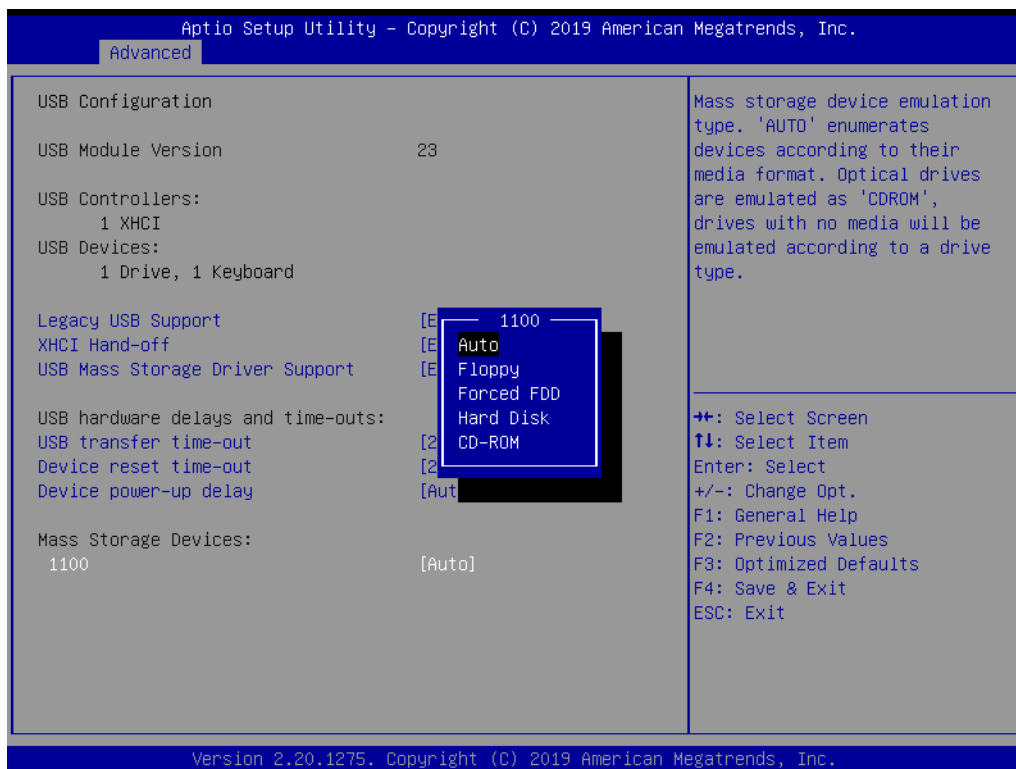 Aptio Setup Utility – Copyright (C) 2019 American Megatrends, Inc.
Advanced
USB Configuration
USB Module Version 23
USB Controllers:
1 XHCI
USB Devices:
1 Drive, 1 Keyboard
Legacy USB Support [E
XHCI Hand-off [E
USB Mass Storage Driver Support [E
USB hardware delays and time-outs:
USB transfer time-out [2
Device reset time-out [2
Device power-up delay [Aut
Mass Storage Devices:
1100 [Auto]
1100
Auto
Floppy
Forced FDD
Hard Disk
CD-ROM
Mass storage device emulation
type. 'AUTO' enumerates
devices according to their
media format. Optical drives
are emulated as 'CDROM',
drives with no media will be
emulated according to a drive
type.
→←: Select Screen
↑↓: Select Item
Enter: Select
+/-: Change Opt.
F1: General Help
F2: Previous Values
F3: Optimized Defaults
F4: Save & Exit
ESC: Exit
Version 2.20.1275. Copyright (C) 2019 American Megatrends, Inc.